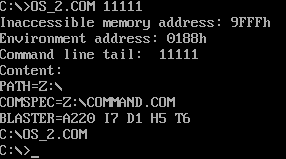 C:\>OS_2.COM 11111
Inaccessible memory address: 9FFFh
Environment address: 0188h
Command line tail:  11111
Content:
PATH=Z:\
COMSPEC=Z:\COMMAND.COM
BLASTER=A220 I7 D1 H5 T6
C:\OS_2.COM
C:\>_